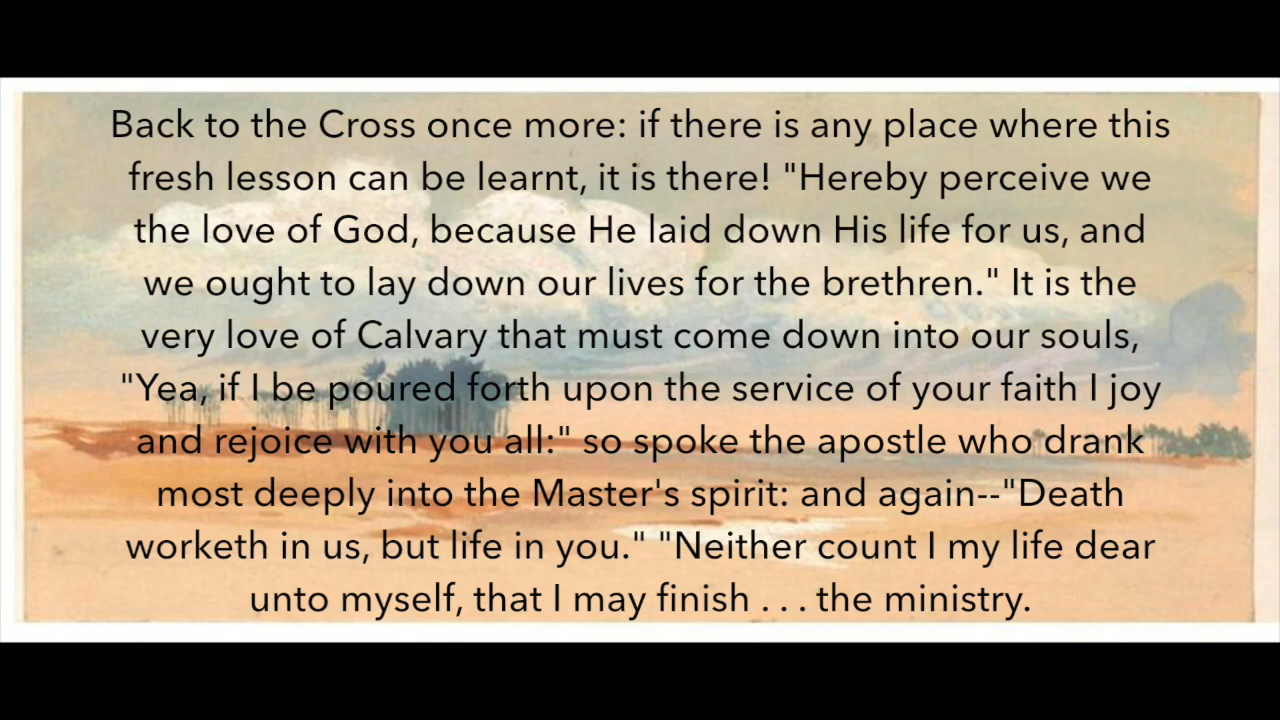 Back to the Cross once more: if there is any place where this
fresh lesson can be learnt, it is there! "Hereby perceive we
the love of God, because He laid down His life for us, and
we ought to lay down our lives for the brethren." It is the
very love of Calvary that must come down into our souls,
"Yea, if I be poured forth upon the service of your faith I joy
and rejoice with you all:" so spoke the apostle who drank
most deeply into the Master's spirit: and again--"Death
worketh in us, but life in you." "Neither count I my life dear
unto myself, that I may finish . . . the ministry.